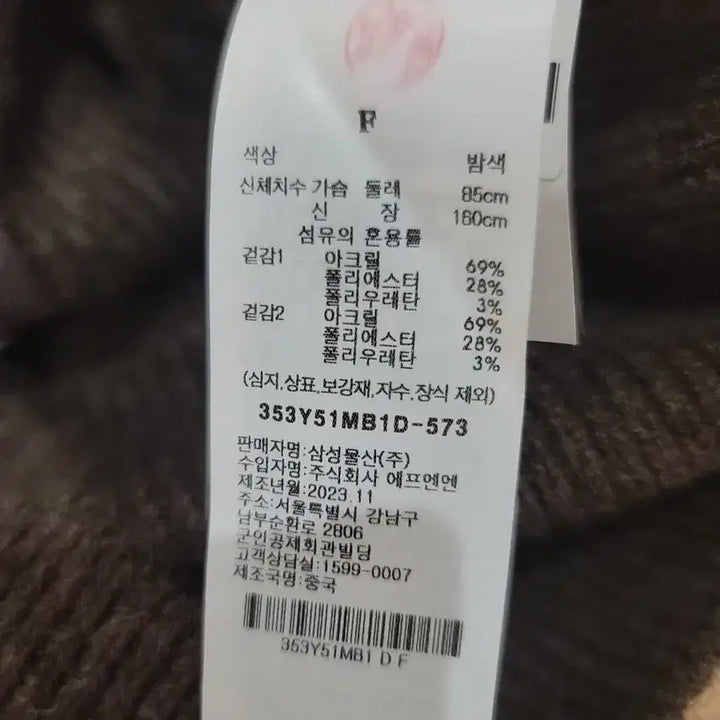 F
색상 밤색
신체치수 가슴 둘레 85cm
신 장 160cm
섬유의 혼용률
겉감1 아크릴 69%
폴리에스터 28%
폴리우레탄 3%
겉감2 아크릴 69%
폴리에스터 28%
폴리우레탄 3%
(심지,상표,보강재,자수,장식 제외)
353Y51MB1D-573
판매자명:삼성물산(주)
수입자명:주식회사 에프엔엔
제조년월:2023.11
주소:서울특별시 강남구
남부순환로 2806
군인공제회관빌딩
고객상담실:1599-0007
제조국명:중국
353Y51MB1 D F